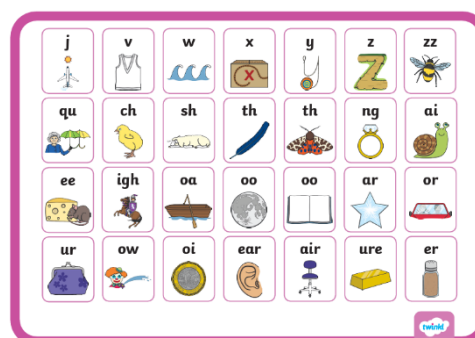 j v w x y z zz
qu ch sh th th ng ai
ee igh oa oo oo ar or
ur ow oi ear air ure er
twinkl